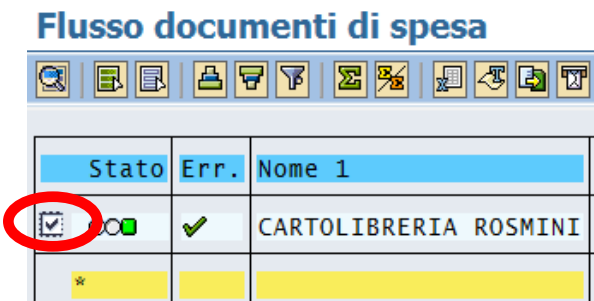 Flusso documenti di spesa
Stato Err. Nome 1
CARTOLIBRERIA ROSMINI
*